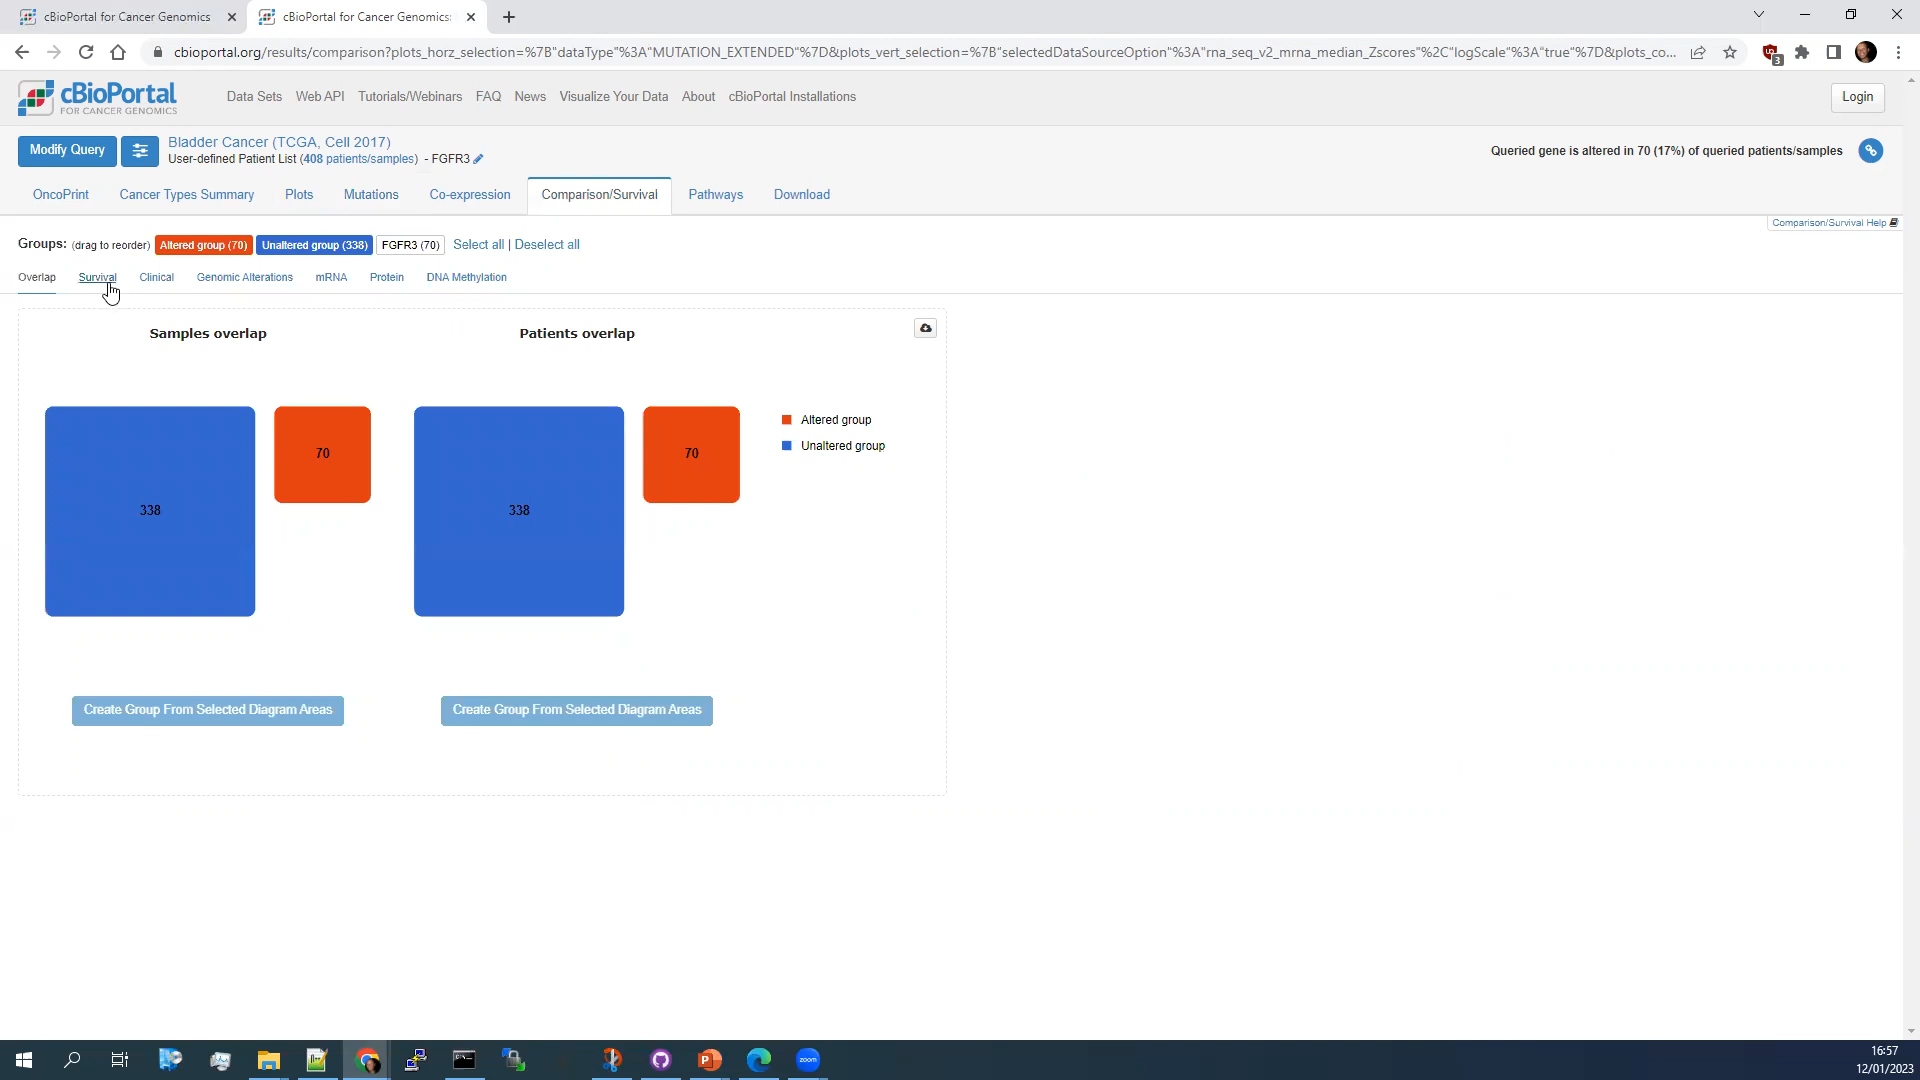 cBioPortal for Cancer Genomics
cBioPortal for Cancer Genomics:
cbioportal.org/results/comparison?plots_horz_selection=%7B"dataType"%3A"MUTATION_EXTENDED"%7D&plots_vert_selection=%7B"selectedDataSourceOption"%3A"rna_seq_v2_mrna_median_Zscores"%2C"logScale"%3A"true"%7D&plots_co...
3
cBioPortal
FOR CANCER GENOMICS
Data Sets Web API Tutorials/Webinars FAQ News Visualize Your Data About cBioPortal Installations
Login
Modify Query
Bladder Cancer (TCGA, Cell 2017)
User-defined Patient List (408 patients/samples) - FGFR3
Queried gene is altered in 70 (17%) of queried patients/samples
OncoPrint Cancer Types Summary Plots Mutations Co-expression Comparison/Survival Pathways Download
Comparison/Survival Help
Groups: (drag to reorder) Altered group (70) Unaltered group (338) FGFR3 (70) Select all | Deselect all
Overlap Survival Clinical Genomic Alterations mRNA Protein DNA Methylation
Samples overlap
Patients overlap
338
70
338
70
Altered group
Unaltered group
Create Group From Selected Diagram Areas
Create Group From Selected Diagram Areas
zoom
16:57
12/01/2023